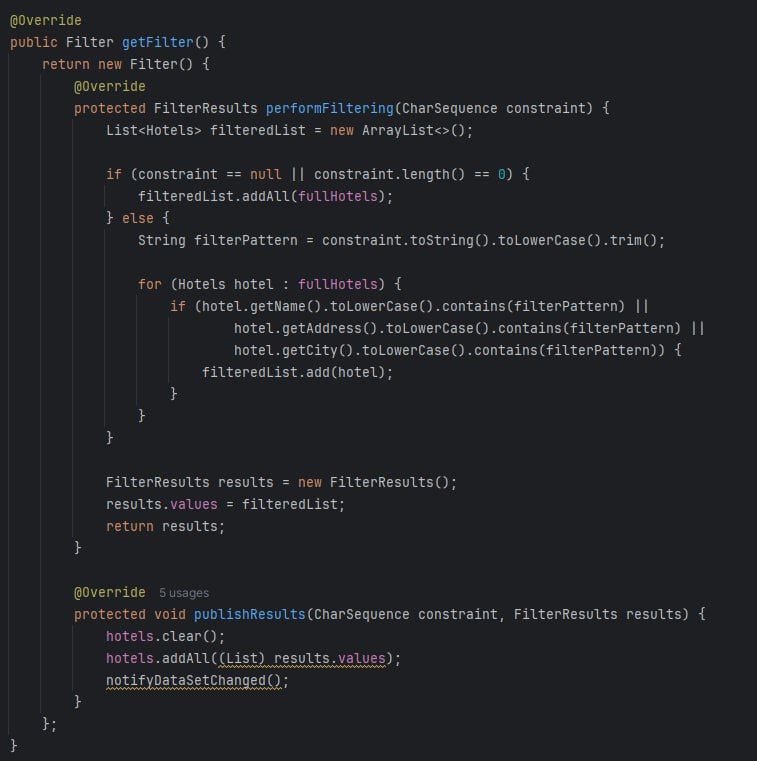 @Override
public Filter getFilter() {
    return new Filter() {
        @Override
        protected FilterResults performFiltering(CharSequence constraint) {
            List<Hotels> filteredList = new ArrayList<>();

            if (constraint == null || constraint.length() == 0) {
                filteredList.addAll(fullHotels);
            } else {
                String filterPattern = constraint.toString().toLowerCase().trim();

                for (Hotels hotel : fullHotels) {
                    if (hotel.getName().toLowerCase().contains(filterPattern) ||
                            hotel.getAddress().toLowerCase().contains(filterPattern) ||
                            hotel.getCity().toLowerCase().contains(filterPattern)) {
                        filteredList.add(hotel);
                    }
                }
            }

            FilterResults results = new FilterResults();
            results.values = filteredList;
            return results;
        }

        @Override 5 usages
        protected void publishResults(CharSequence constraint, FilterResults results) {
            hotels.clear();
            hotels.addAll((List) results.values);
            notifyDataSetChanged();
        }
    };
}